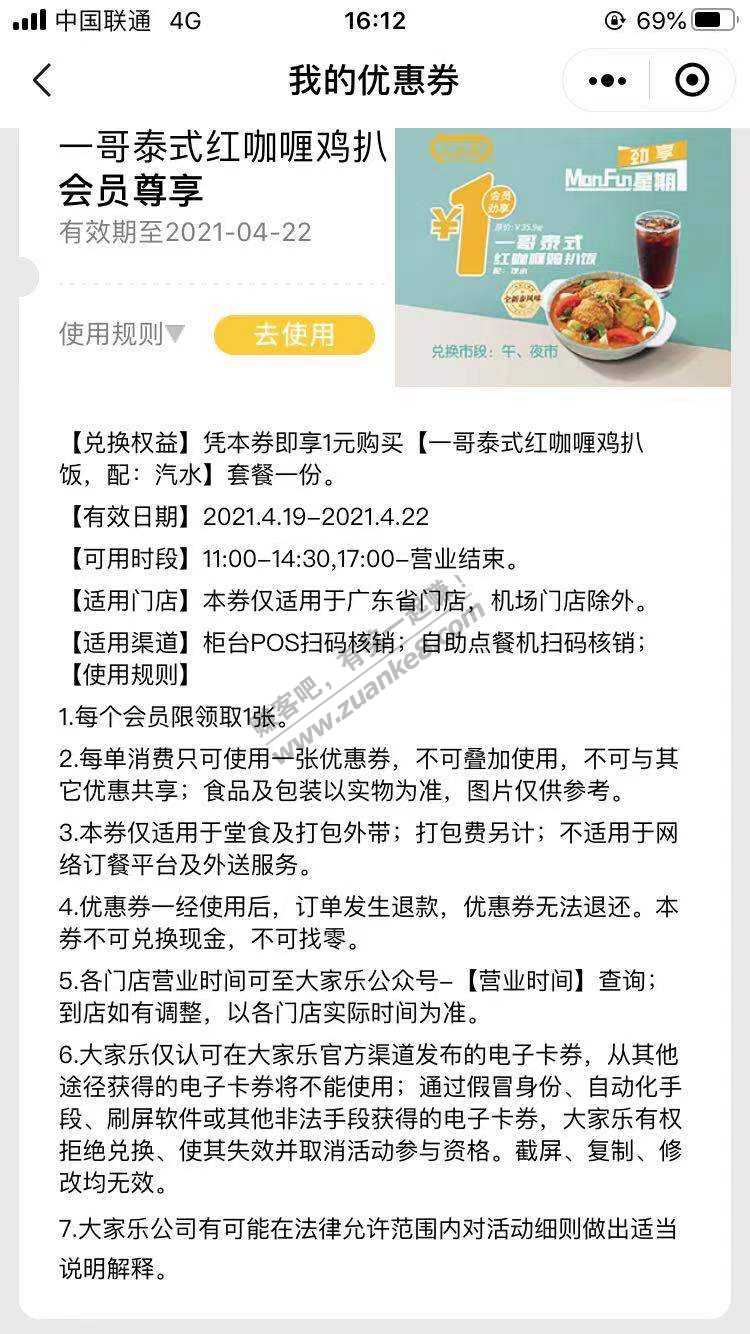 中国联通 4G 16:12 69%
我的优惠券
一哥泰式红咖喱鸡扒
会员尊享
有效期至2021-04-22
使用规则
去使用
劲享
MonFun星期一
¥1
会员
劲享
原价:¥35.9
一哥泰式
红咖喱鸡扒饭
配:汽水
全新泰风味
兑换市段:午、夜市
【兑换权益】凭本券即享1元购买【一哥泰式红咖喱鸡扒
饭,配:汽水】套餐一份。
【有效日期】2021.4.19-2021.4.22
【可用时段】11:00-14:30,17:00-营业结束。
【适用门店】本券仅适用于广东省门店,机场门店除外。
【适用渠道】柜台POS扫码核销;自助点餐机扫码核销;
【使用规则】
1.每个会员限领取1张。
2.每单消费只可使用一张优惠券,不可叠加使用,不可与其
它优惠共享;食品及包装以实物为准,图片仅供参考。
3.本券仅适用于堂食及打包外带;打包费另计;不适用于网
络订餐平台及外送服务。
4.优惠券一经使用后,订单发生退款,优惠券无法退还。本
券不可兑换现金,不可找零。
5.各门店营业时间可至大家乐公众号-【营业时间】查询;
到店如有调整,以各门店实际时间为准。
6.大家乐仅认可在大家乐官方渠道发布的电子卡券,从其他
途径获得的电子卡券将不能使用;通过假冒身份、自动化手
段、刷屏软件或其他非法手段获得的电子卡券,大家乐有权
拒绝兑换、使其失效并取消活动参与资格。截屏、复制、修
改均无效。
7.大家乐公司有可能在法律允许范围内对活动细则做出适当
说明解释。
赚客吧,有奖一起赚!
www.zuanke8.com